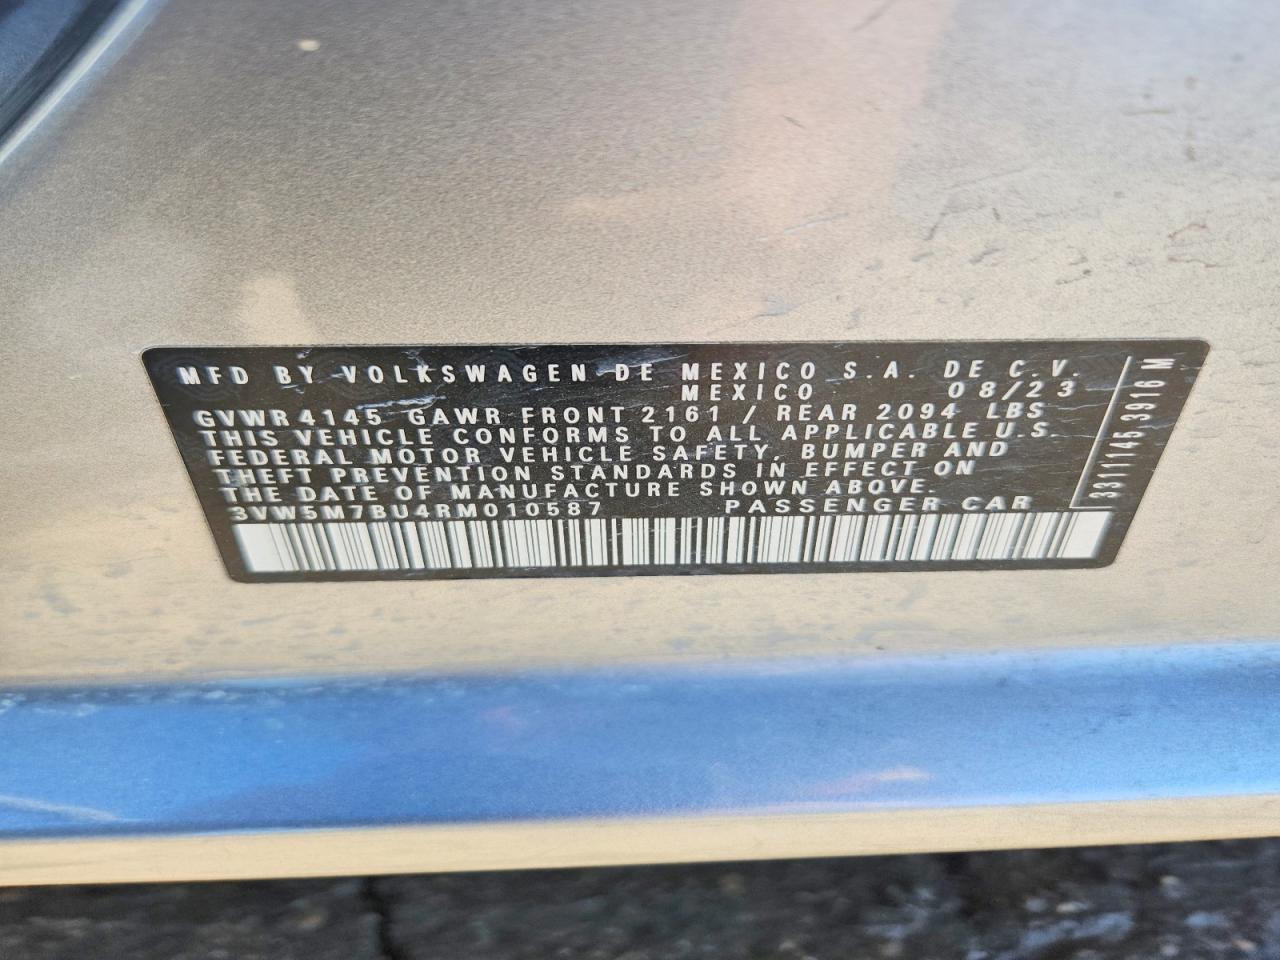 MFD BY VOLKSWAGEN DE MEXICO S.A. DE C.V.
MEXICO 08/23
GVWR 4145 GAWR FRONT 2161 / REAR 2094 LBS
THIS VEHICLE CONFORMS TO ALL APPLICABLE U.S.
FEDERAL MOTOR VEHICLE SAFETY, BUMPER AND
THEFT PREVENTION STANDARDS IN EFFECT ON
THE DATE OF MANUFACTURE SHOWN ABOVE.
3VW5M7BU4RM010587 PASSENGER CAR
3311145,3916 M